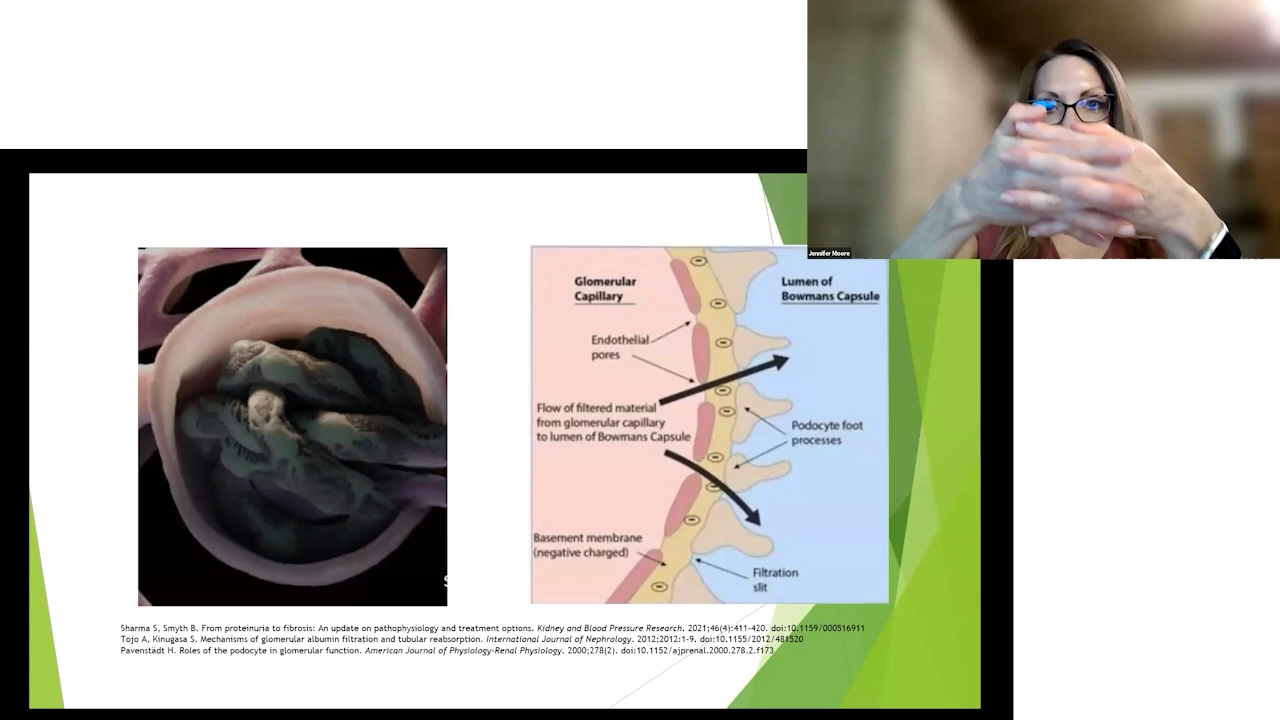 Jennifer Moore
Glomerular
Capillary
Lumen of
Bowmans Capsule
Endothelial
pores
Flow of filtered material
from glomerular capillary
to lumen of Bowmans Capsule
Podocyte foot
processes
Basement membrane
(negative charged)
Filtration
slit
S
Sharma S, Smyth B. From proteinuria to fibrosis: An update on pathophysiology and treatment options. Kidney and Blood Pressure Research. 2021;46(4):411-420. doi:10.1159/000516911
Tojo A, Kinugasa S. Mechanisms of glomerular albumin filtration and tubular reabsorption. International Journal of Nephrology. 2012;2012:1-9. doi:10.1155/2012/481520
Pavenstädt H. Roles of the podocyte in glomerular function. American Journal of Physiology-Renal Physiology. 2000;278(2). doi:10.1152/ajprenal.2000.278.2.f173